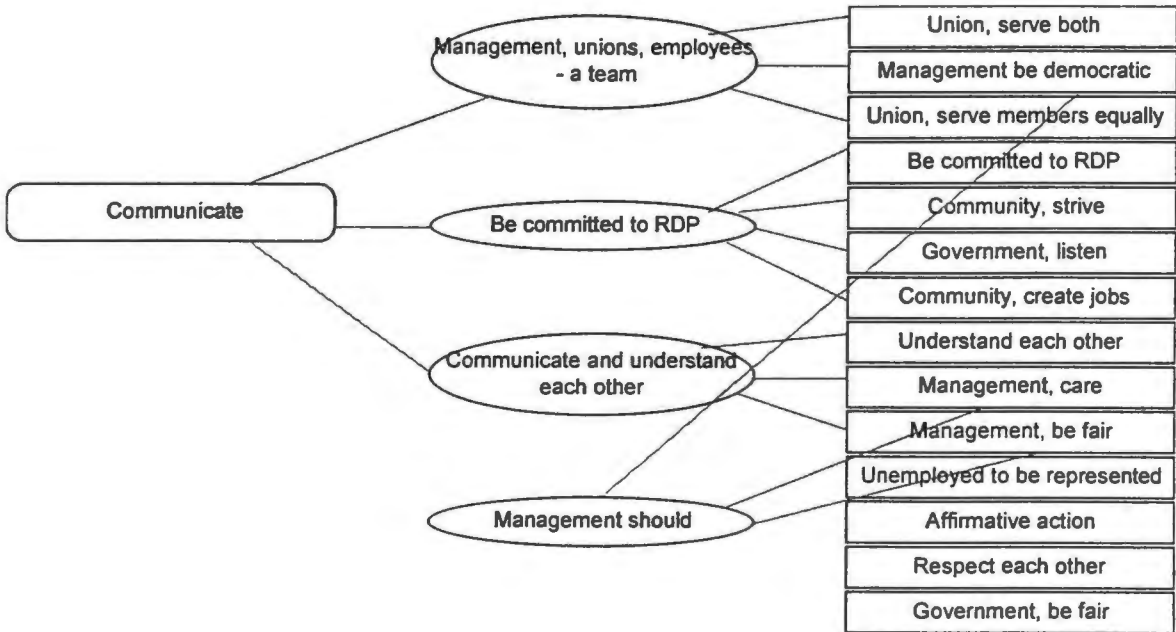 Communicate
Management, unions, employees
- a team
Be committed to RDP
Communicate and understand
each other
Management should
Union, serve both
Management be democratic
Union, serve members equally
Be committed to RDP
Community, strive
Government, listen
Community, create jobs
Understand each other
Management, care
Management, be fair
Unemployed to be represented
Affirmative action
Respect each other
Government, be fair